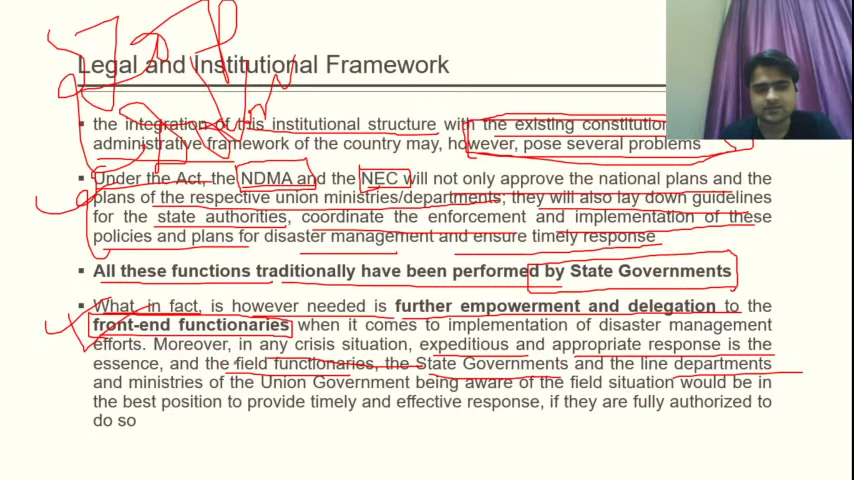 Legal and Institutional Framework
the integration of this institutional structure with the existing
administrative framework of the country may, however, pose several problems
Under the Act, the NDMA and the NEC will not only approve the national plans and the
plans of the respective union ministries/departments; they will also lay down guidelines
for the state authorities, coordinate the enforcement and implementation of these
policies and plans for disaster management and ensure timely response
All these functions traditionally have been performed by State Governments
What, in fact, is however needed is further empowerment and delegation to the
front-end functionaries when it comes to implementation of disaster management
efforts. Moreover, in any crisis situation, expeditious and appropriate response is the
essence, and the field functionaries, the State Governments and the line departments
and ministries of the Union Government being aware of the field situation would be in
the best position to provide timely and effective response, if they are fully authorized to
do so